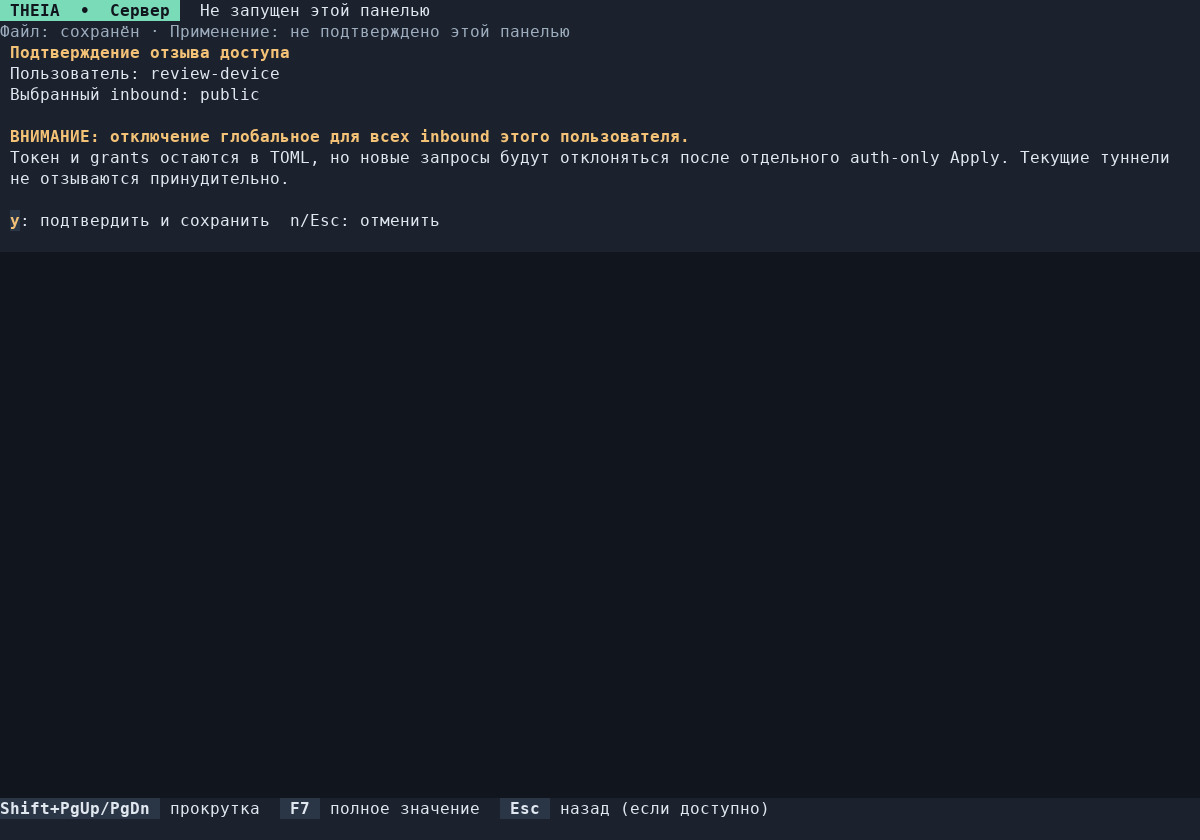 THEIA • Сервер Не запущен этой панелью
Файл: сохранён · Применение: не подтверждено этой панелью
Подтверждение отзыва доступа
Пользователь: review-device
Выбранный inbound: public
ВНИМАНИЕ: отключение глобальное для всех inbound этого пользователя.
Токен и grants остаются в TOML, но новые запросы будут отклоняться после отдельного auth-only Apply. Текущие туннели
не отзываются принудительно.
y: подтвердить и сохранить n/Esc: отменить
Shift+PgUp/PgDn прокрутка F7 полное значение Esc назад (если доступно)